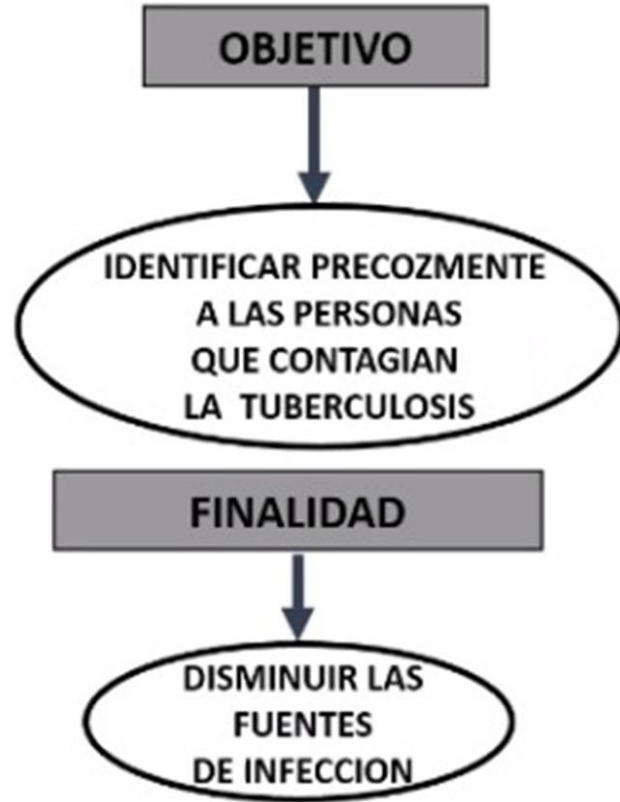 OBJETIVO
IDENTIFICAR PRECOZMENTE
A LAS PERSONAS
QUE CONTAGIAN
LA TUBERCULOSIS
FINALIDAD
DISMINUIR LAS
FUENTES
DE INFECCION